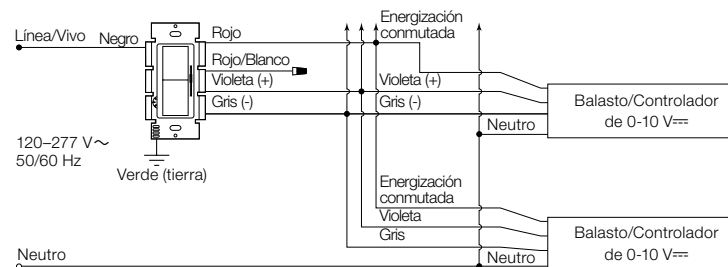 Energización
conmutada
Línea/Vivo
Negro
Rojo
Rojo/Blanco
Violeta (+)
Gris (-)
Violeta (+)
Gris (-)
Neutro
Balasto/Controlador
de 0-10 V⎓
120–277 V～
50/60 Hz
Verde (tierra)
Energización
conmutada
Violeta
Gris
Neutro
Balasto/Controlador
de 0-10 V⎓
Neutro